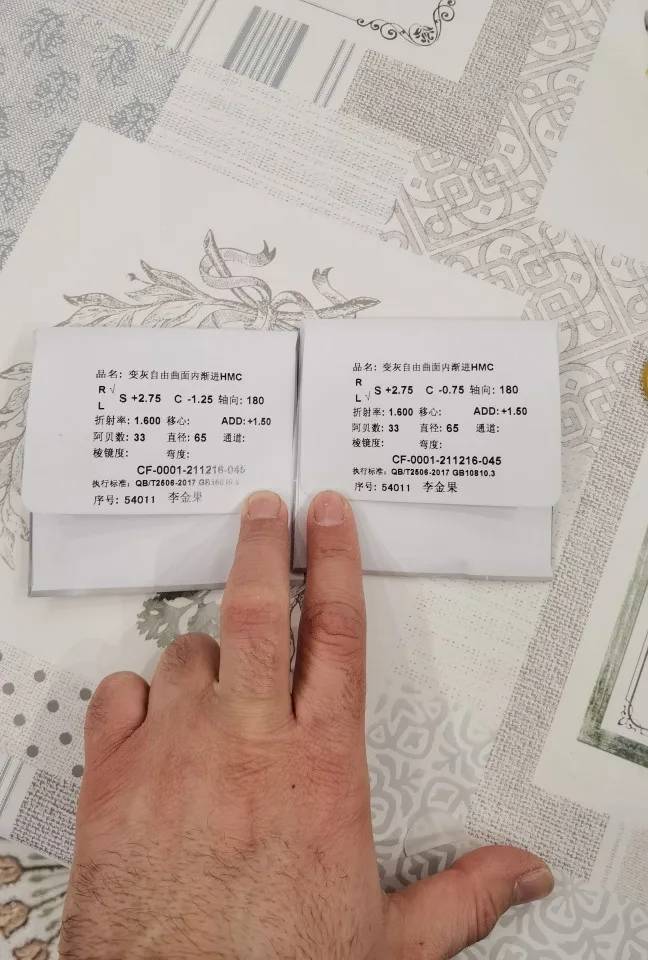 品名: 变灰自由曲面内渐进HMC
R √ S +2.75 C -1.25 轴向: 180
L
折射率: 1.600 移心: ADD: +1.50
阿贝数: 33 直径: 65 通道:
棱镜度: 弯度:
CF-0001-211216-045
执行标准: QB/T2506-2017 GB10810.3
序号: 54011 李金果
品名: 变灰自由曲面内渐进HMC
R
L √ S +2.75 C -0.75 轴向: 180
折射率: 1.600 移心: ADD: +1.50
阿贝数: 33 直径: 65 通道:
棱镜度: 弯度:
CF-0001-211216-045
执行标准: QB/T2506-2017 GB10810.3
序号: 54011 李金果